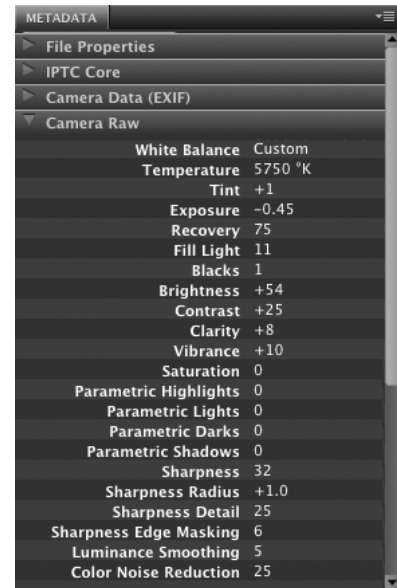 METADATA
File Properties
IPTC Core
Camera Data (EXIF)
Camera Raw
White Balance Custom
Temperature 5750 °K
Tint +1
Exposure −0.45
Recovery 75
Fill Light 11
Blacks 1
Brightness +54
Contrast +25
Clarity +8
Vibrance +10
Saturation 0
Parametric Highlights 0
Parametric Lights 0
Parametric Darks 0
Parametric Shadows 0
Sharpness 32
Sharpness Radius +1.0
Sharpness Detail 25
Sharpness Edge Masking 6
Luminance Smoothing 5
Color Noise Reduction 25